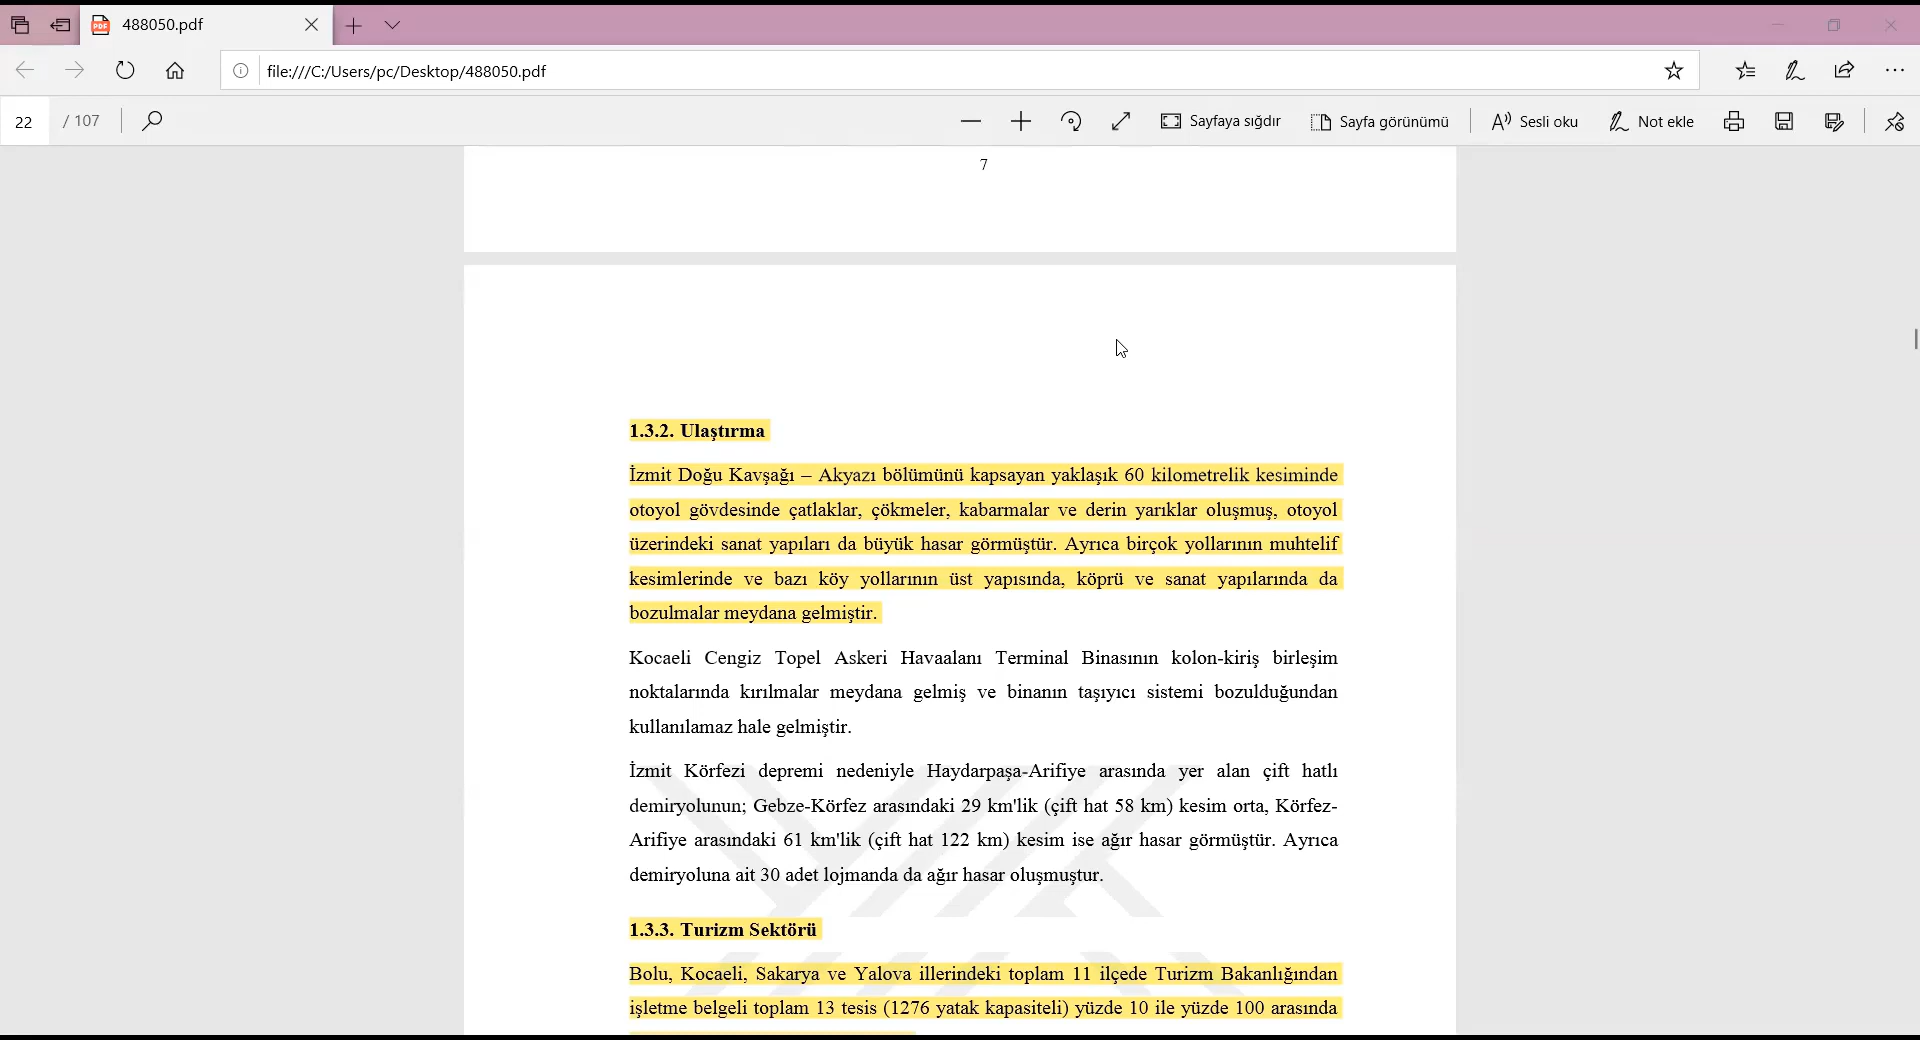 488050.pdf
file:///C:/Users/pc/Desktop/488050.pdf
22 / 107 Sayfaya sığdır Sayfa görünümü Sesli oku Not ekle
7
1.3.2. Ulaştırma
İzmit Doğu Kavşağı – Akyazı bölümünü kapsayan yaklaşık 60 kilometrelik kesiminde
otoyol gövdesinde çatlaklar, çökmeler, kabarmalar ve derin yarıklar oluşmuş, otoyol
üzerindeki sanat yapıları da büyük hasar görmüştür. Ayrıca birçok yollarının muhtelif
kesimlerinde ve bazı köy yollarının üst yapısında, köprü ve sanat yapılarında da
bozulmalar meydana gelmiştir.
Kocaeli Cengiz Topel Askeri Havaalanı Terminal Binasının kolon-kiriş birleşim
noktalarında kırılmalar meydana gelmiş ve binanın taşıyıcı sistemi bozulduğundan
kullanılamaz hale gelmiştir.
İzmit Körfezi depremi nedeniyle Haydarpaşa-Arifiye arasında yer alan çift hatlı
demiryolunun; Gebze-Körfez arasındaki 29 km'lik (çift hat 58 km) kesim orta, Körfez-
Arifiye arasındaki 61 km'lik (çift hat 122 km) kesim ise ağır hasar görmüştür. Ayrıca
demiryoluna ait 30 adet lojmanda da ağır hasar oluşmuştur.
1.3.3. Turizm Sektörü
Bolu, Kocaeli, Sakarya ve Yalova illerindeki toplam 11 ilçede Turizm Bakanlığından
işletme belgeli toplam 13 tesis (1276 yatak kapasiteli) yüzde 10 ile yüzde 100 arasında